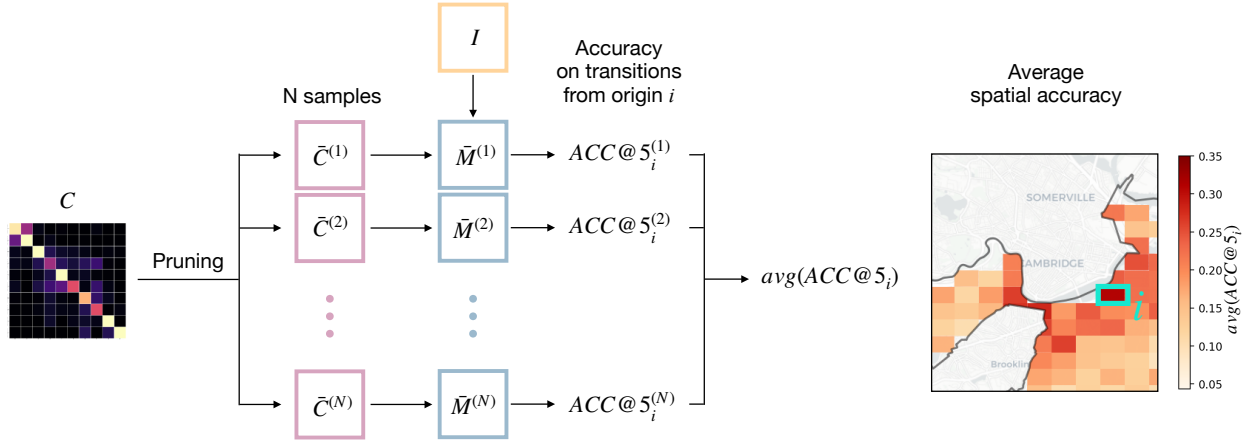 I
Accuracy
on transitions
from origin i
N samples
Average
spatial accuracy
C
Pruning
C̄⁽¹⁾
M̄⁽¹⁾
ACC@5ᵢ⁽¹⁾
C̄⁽²⁾
M̄⁽²⁾
ACC@5ᵢ⁽²⁾
avg(ACC@5ᵢ)
C̄⁽ᴺ⁾
M̄⁽ᴺ⁾
ACC@5ᵢ⁽ᴺ⁾
SOMERVILLE
CAMBRIDGE
i
Brooklin
0.35
0.30
0.25
0.20
0.15
0.10
0.05
avg(ACC@5ᵢ)